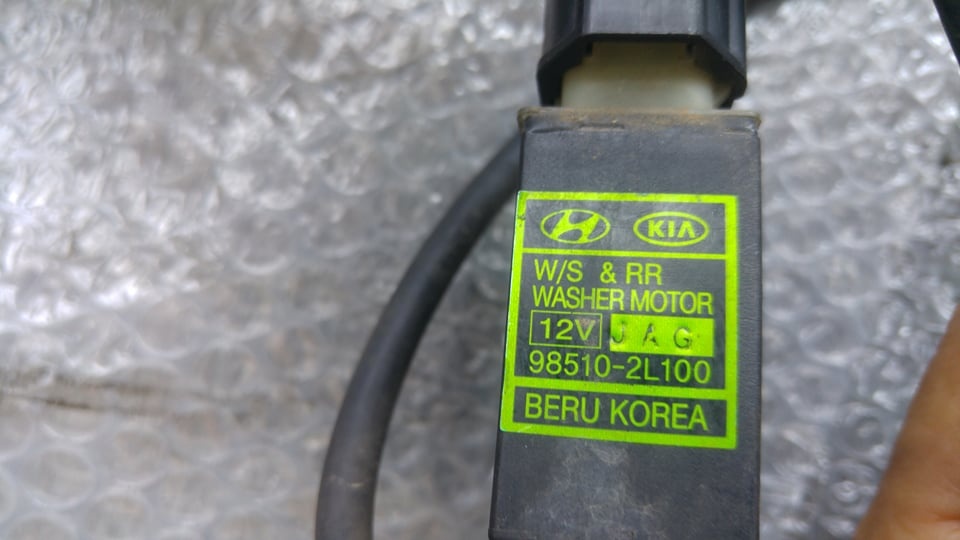 KIA
W/S & RR
WASHER MOTOR
12V JAG
98510-2L100
BERU KOREA